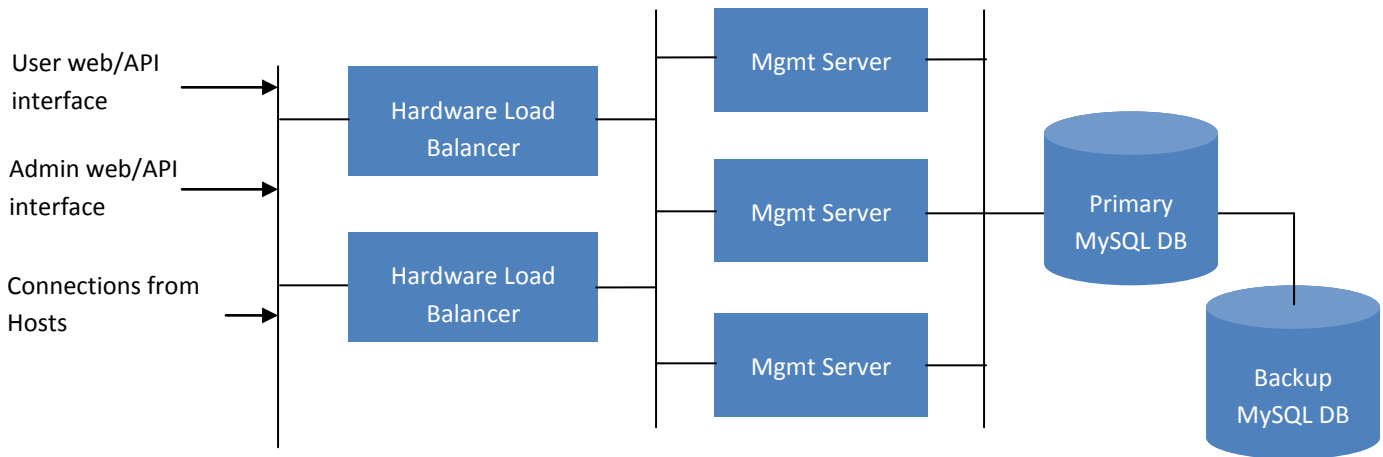 User web/API
interface
Admin web/API
interface
Connections from
Hosts
Hardware Load
Balancer
Hardware Load
Balancer
Mgmt Server
Mgmt Server
Mgmt Server
Primary
MySQL DB
Backup
MySQL DB